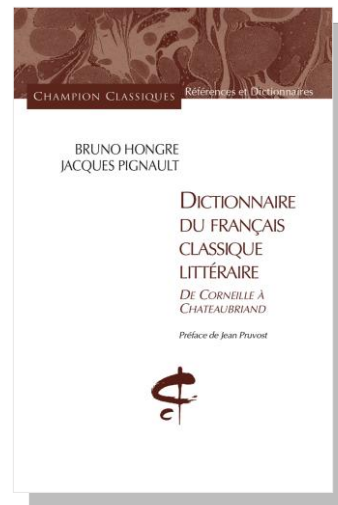 CHAMPION CLASSIQUES Références et Dictionnaires
BRUNO HONGRE
JACQUES PIGNAULT
DICTIONNAIRE
DU FRANÇAIS
CLASSIQUE
LITTÉRAIRE
DE CORNEILLE À
CHATEAUBRIAND
Préface de Jean Pruvost